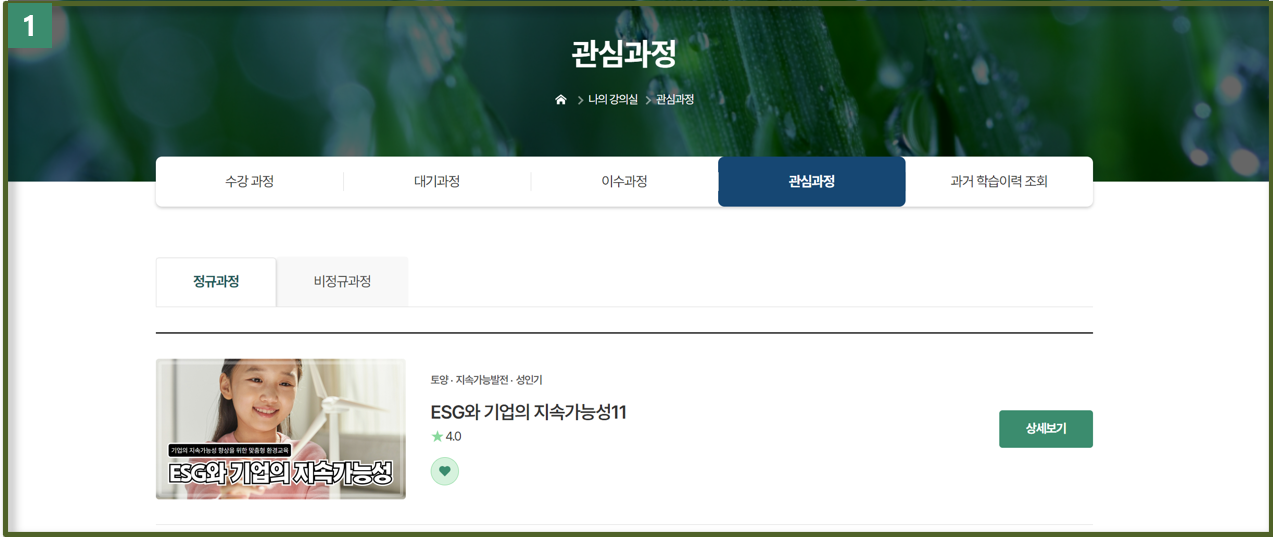 1
관심과정
나의 강의실 관심과정
수강 과정 대기과정 이수과정 관심과정 과거 학습이력 조회
정규과정 비정규과정
기업의 지속가능성 향상을 위한 맞춤형 환경교육
ESG와 기업의 지속가능성
토양 · 지속가능발전 · 성인기
ESG와 기업의 지속가능성11
4.0
상세보기